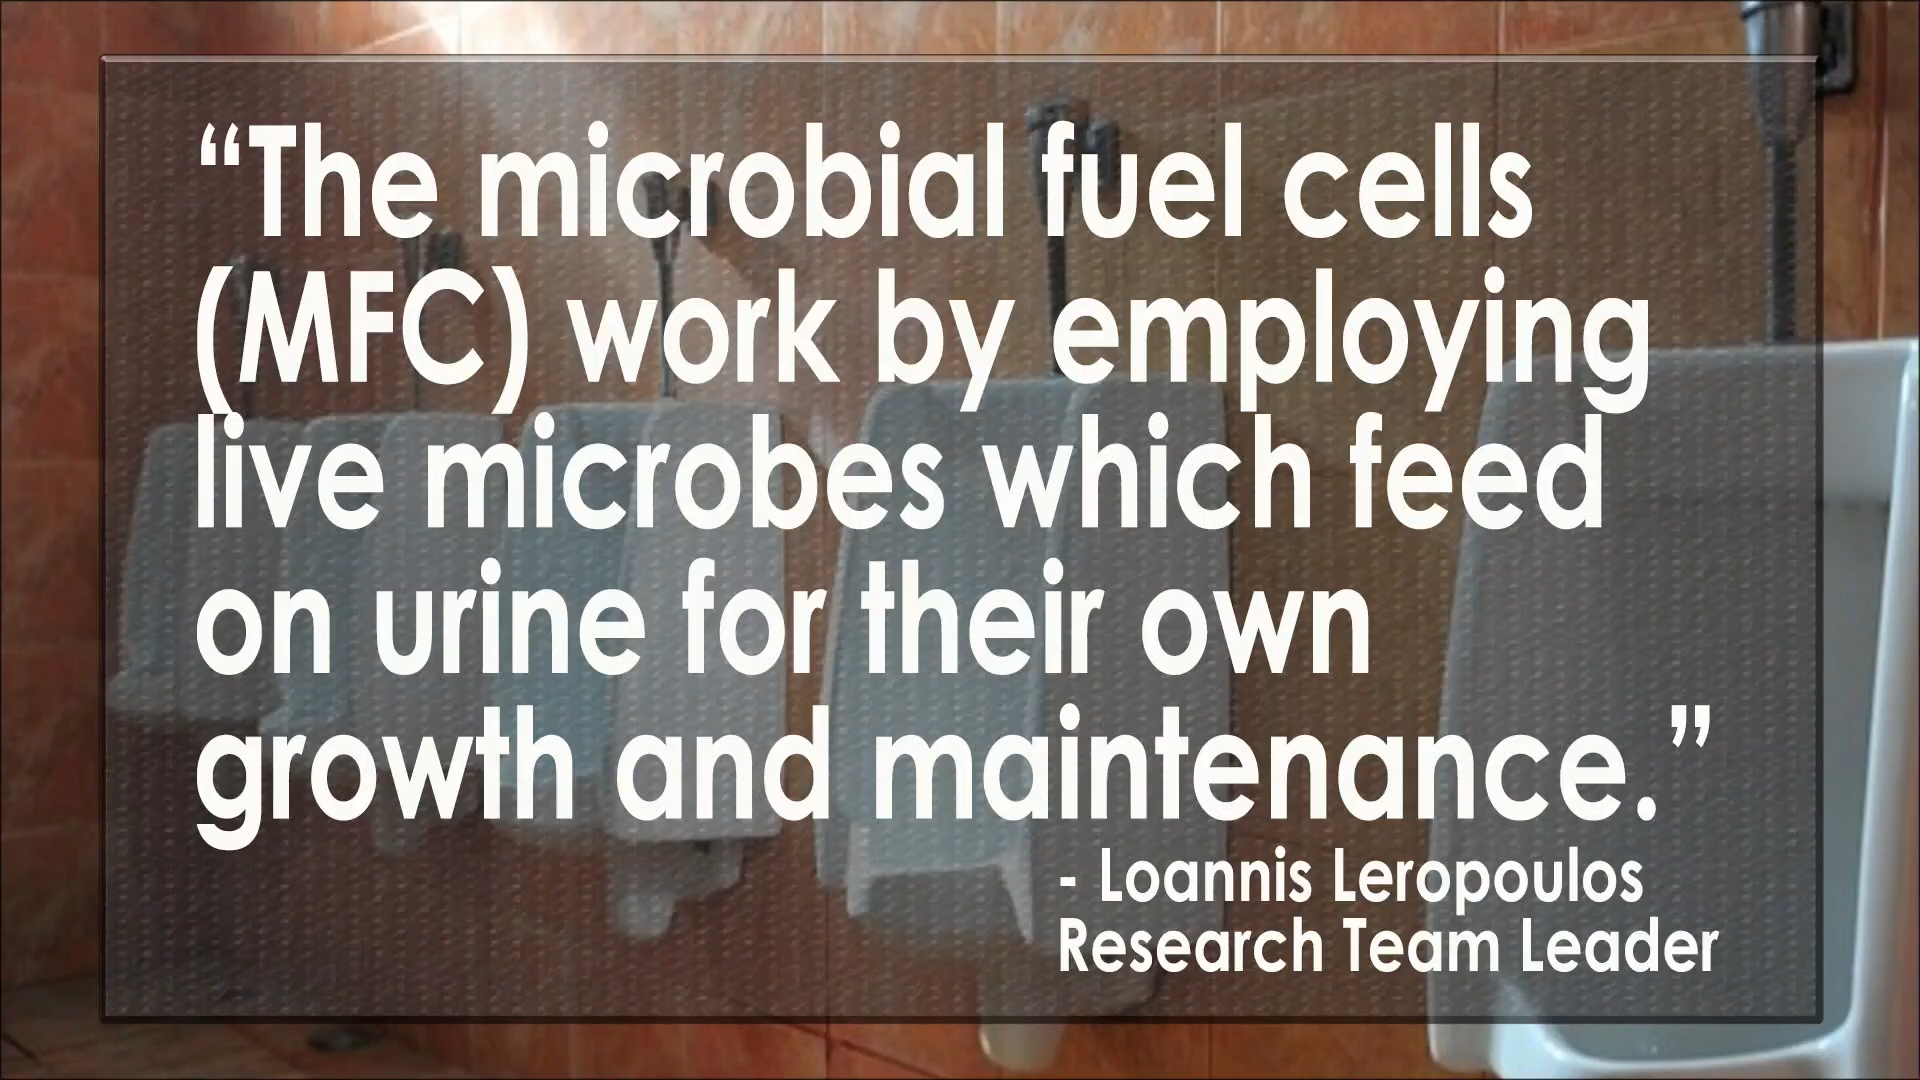 “The microbial fuel cells
(MFC) work by employing
live microbes which feed
on urine for their own
growth and maintenance.”
- Loannis Leropoulos
Research Team Leader